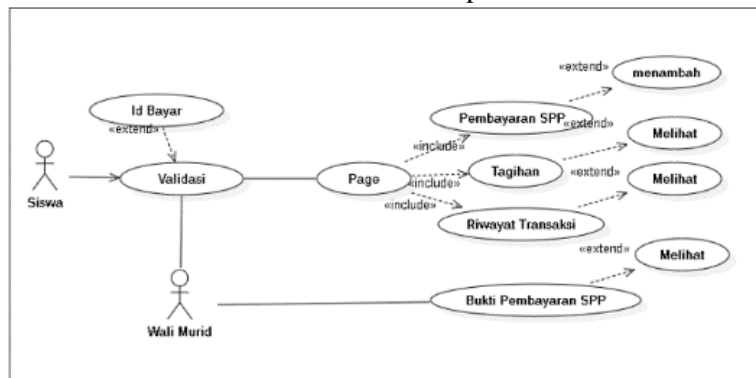 «extend»
menambah
Id Bayar
«extend»
Pembayaran SPP
«extend»
Melihat
«include»
Siswa
Validasi
Page
«include»
Tagihan
«extend»
Melihat
«include»
Riwayat Transaksi
«extend»
Melihat
Wali Murid
Bukti Pembayaran SPP